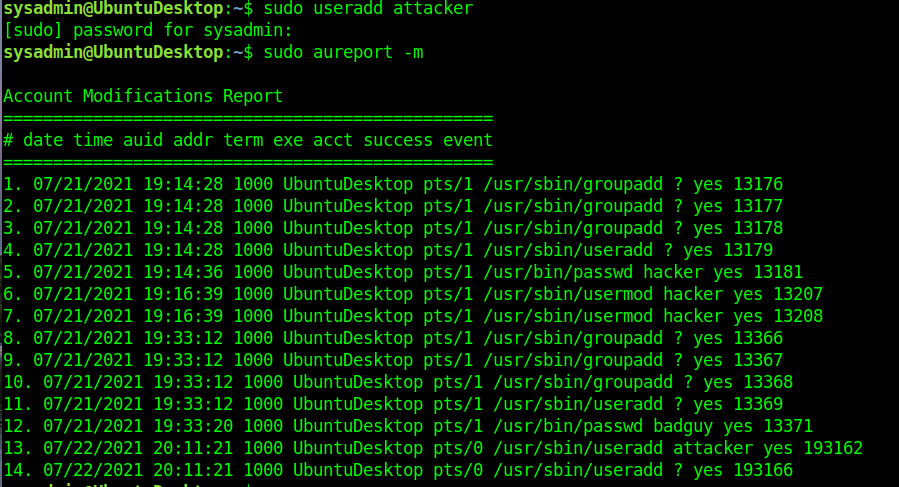 sysadmin@UbuntuDesktop:~$ sudo useradd attacker
[sudo] password for sysadmin:
sysadmin@UbuntuDesktop:~$ sudo aureport -m
Account Modifications Report
=================================================
# date time auid addr term exe acct success event
=================================================
1. 07/21/2021 19:14:28 1000 UbuntuDesktop pts/1 /usr/sbin/groupadd ? yes 13176
2. 07/21/2021 19:14:28 1000 UbuntuDesktop pts/1 /usr/sbin/groupadd ? yes 13177
3. 07/21/2021 19:14:28 1000 UbuntuDesktop pts/1 /usr/sbin/groupadd ? yes 13178
4. 07/21/2021 19:14:28 1000 UbuntuDesktop pts/1 /usr/sbin/useradd ? yes 13179
5. 07/21/2021 19:14:36 1000 UbuntuDesktop pts/1 /usr/bin/passwd hacker yes 13181
6. 07/21/2021 19:16:39 1000 UbuntuDesktop pts/1 /usr/sbin/usermod hacker yes 13207
7. 07/21/2021 19:16:39 1000 UbuntuDesktop pts/1 /usr/sbin/usermod hacker yes 13208
8. 07/21/2021 19:33:12 1000 UbuntuDesktop pts/1 /usr/sbin/groupadd ? yes 13366
9. 07/21/2021 19:33:12 1000 UbuntuDesktop pts/1 /usr/sbin/groupadd ? yes 13367
10. 07/21/2021 19:33:12 1000 UbuntuDesktop pts/1 /usr/sbin/groupadd ? yes 13368
11. 07/21/2021 19:33:12 1000 UbuntuDesktop pts/1 /usr/sbin/useradd ? yes 13369
12. 07/21/2021 19:33:20 1000 UbuntuDesktop pts/1 /usr/bin/passwd badguy yes 13371
13. 07/22/2021 20:11:21 1000 UbuntuDesktop pts/0 /usr/sbin/useradd attacker yes 193162
14. 07/22/2021 20:11:21 1000 UbuntuDesktop pts/0 /usr/sbin/useradd ? yes 193166